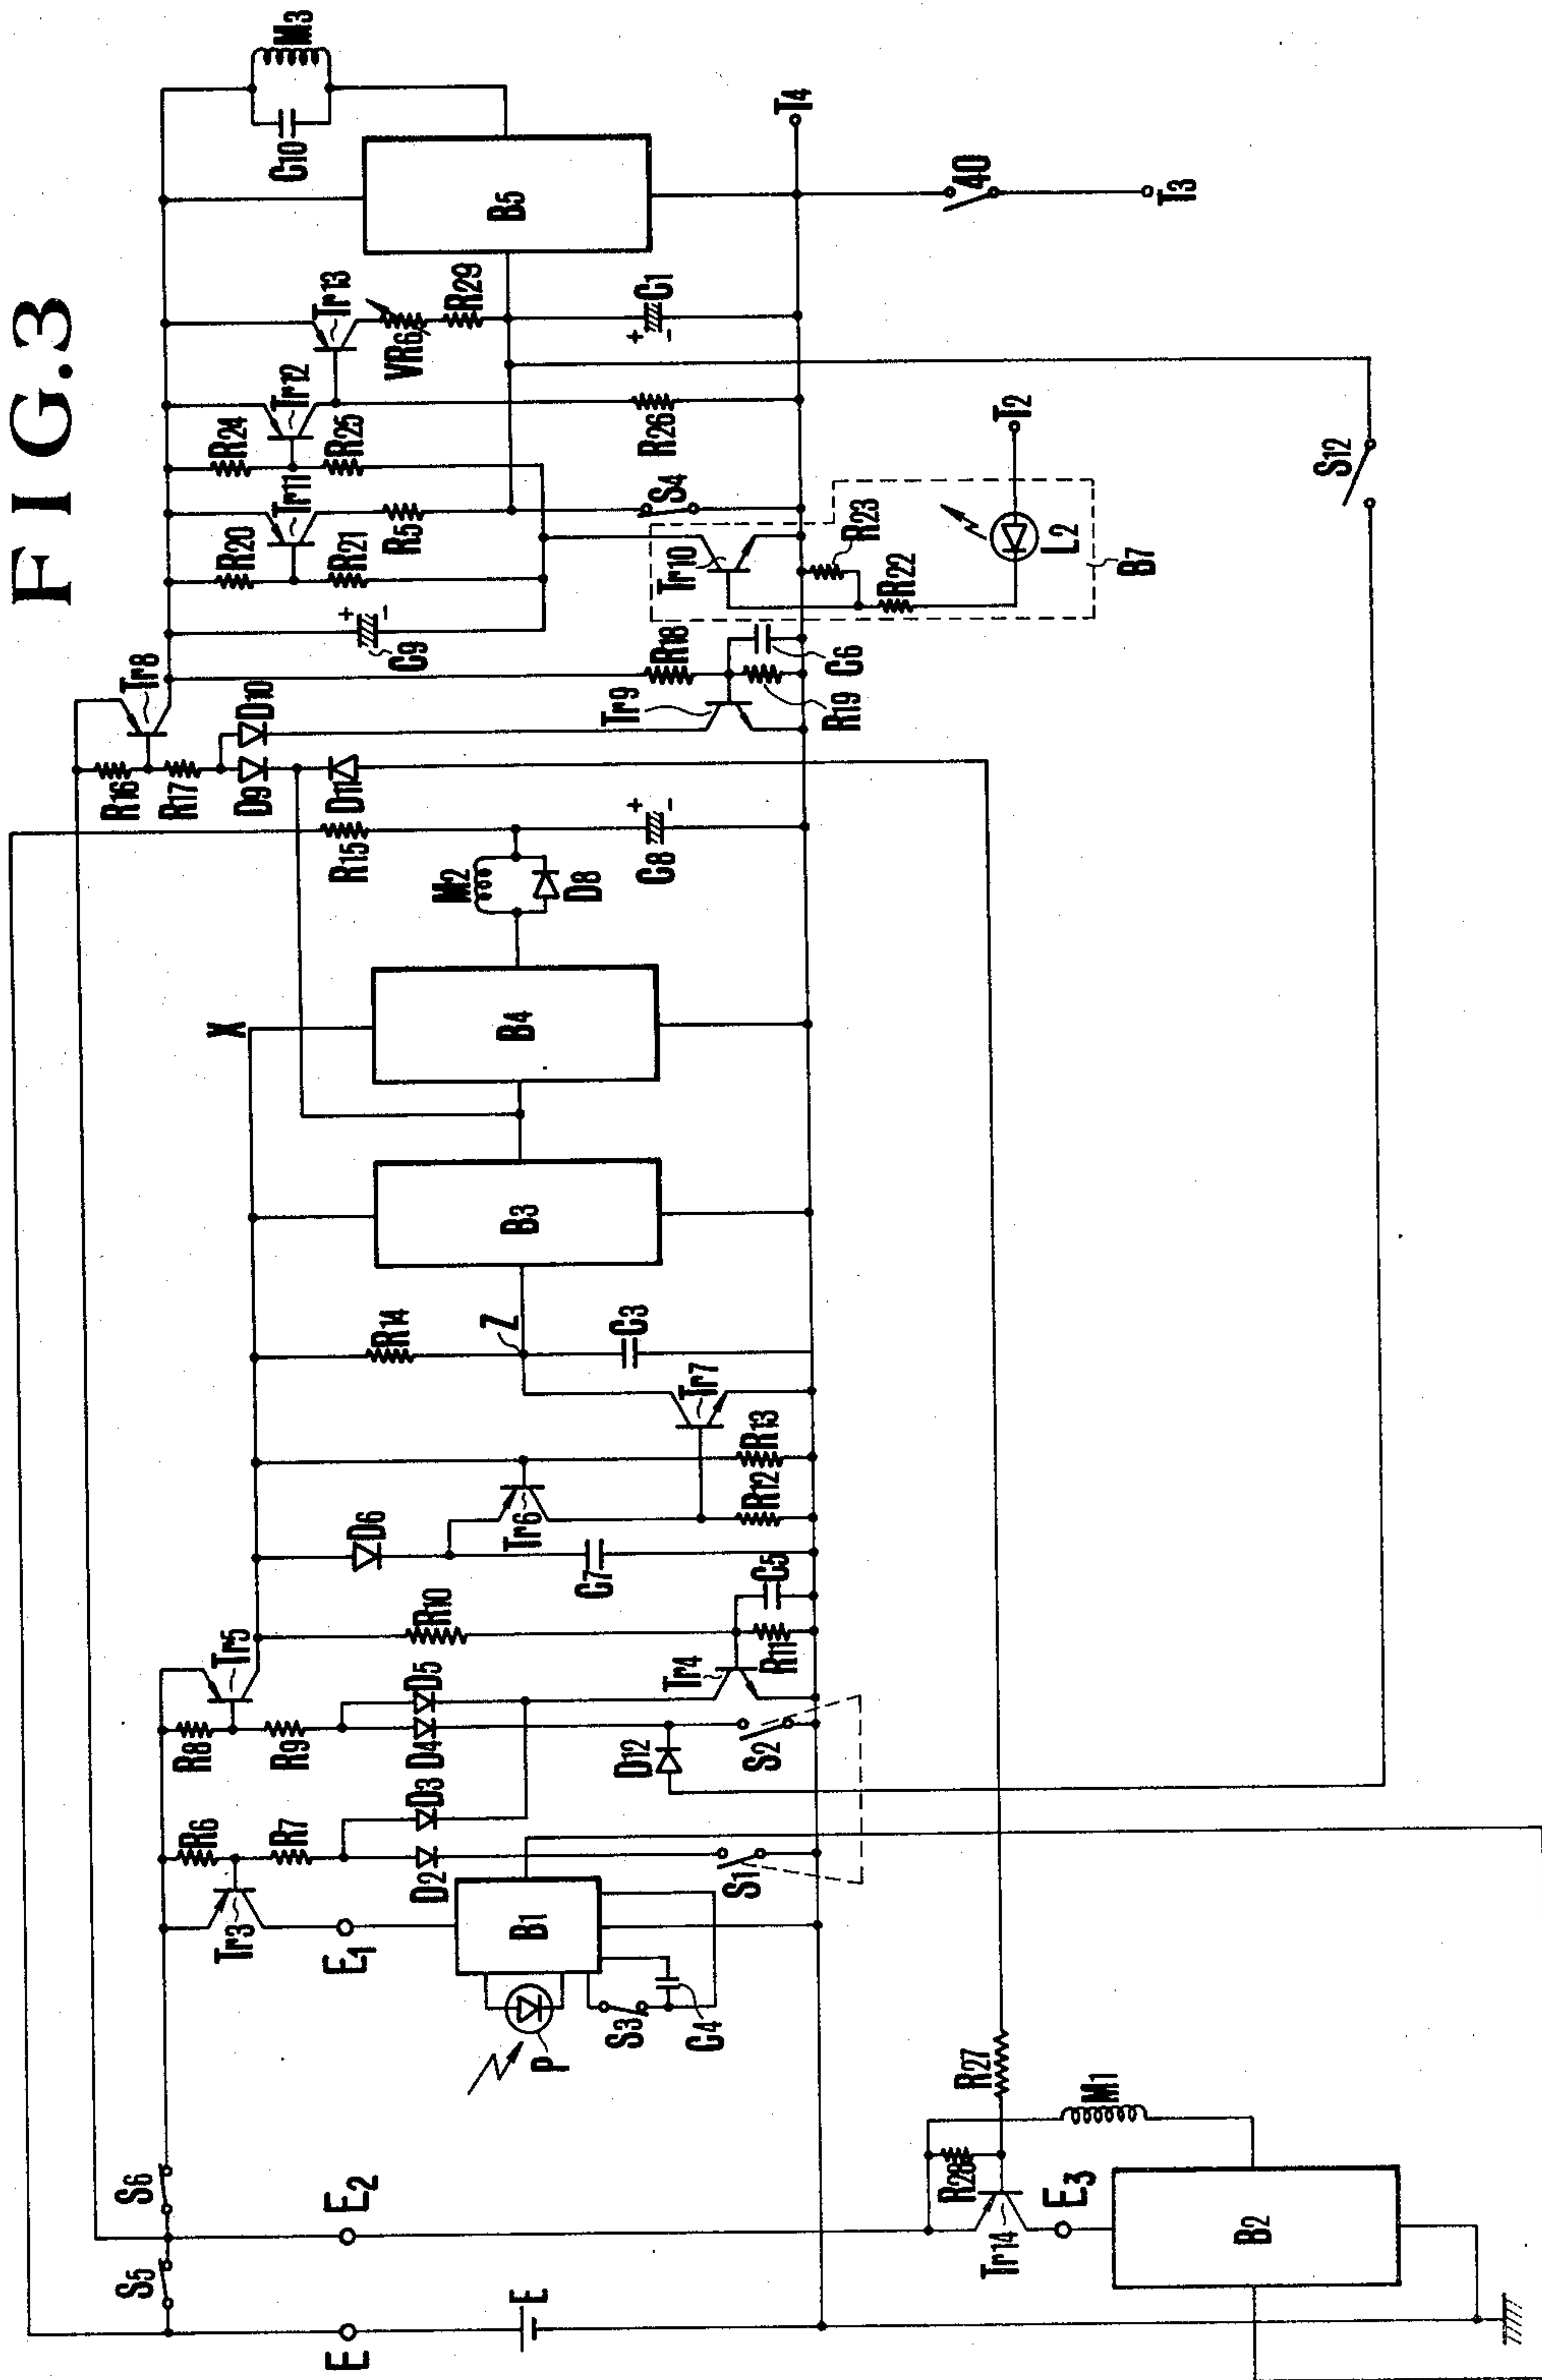 FIG.3
S5
S6
E
E
E2
Tr3
R6
R7
D2
D3
E1
B1
P
S3
C4
S1
R8
R9
Tr5
D4
D5
D12
S2
Tr4
R10
R11
C5
D6
C7
Tr6
R12
R13
Tr7
R14
Z
C3
B3
X
B4
M2
D8
R15
C8
R16
R17
Tr8
D9
D10
D11
Tr9
R18
R19
C6
C9
R20
R21
Tr11
R5
S4
R24
R25
Tr12
R26
Tr13
VR6
R29
C1
B5
C10
M3
T4
40
T3
Tr10
R23
R22
L2
T2
B7
S12
R27
R28
M1
Tr14
E3
B2
+
-
+
-
+
-